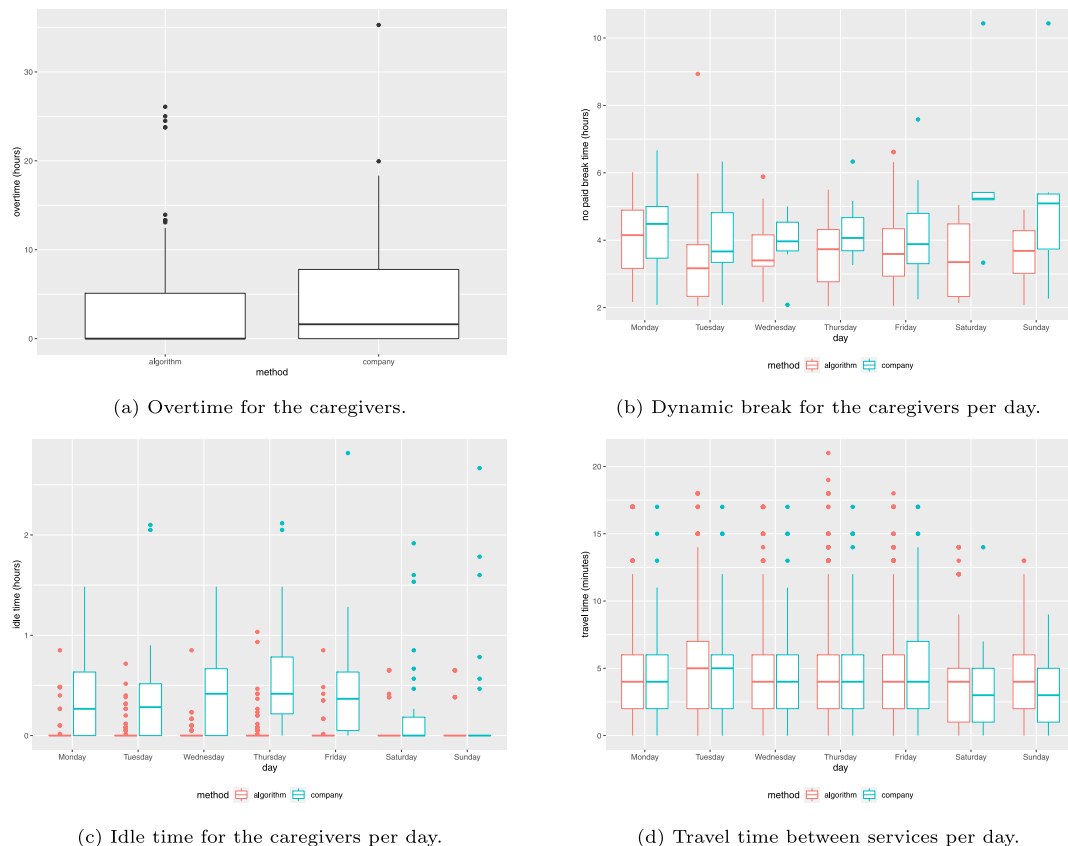 overtime (hours)
30
20
10
0
algorithm
company
method
(a) Overtime for the caregivers.
no paid break time (hours)
10
8
6
4
2
Monday Tuesday Wednesday Thursday Friday Saturday Sunday
day
method algorithm company
(b) Dynamic break for the caregivers per day.
idle time (hours)
2
1
0
Monday Tuesday Wednesday Thursday Friday Saturday Sunday
day
method algorithm company
(c) Idle time for the caregivers per day.
travel time (minutes)
20
15
10
5
0
Monday Tuesday Wednesday Thursday Friday Saturday Sunday
day
method algorithm company
(d) Travel time between services per day.